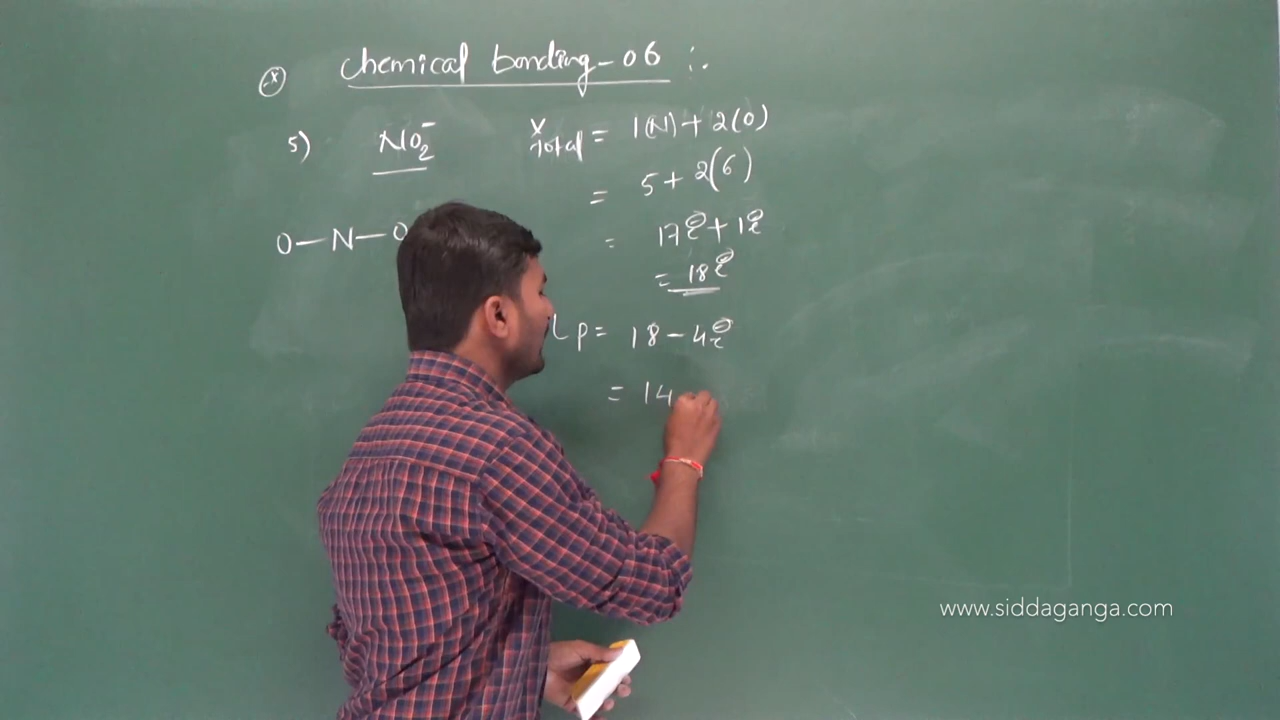 (*) Chemical bonding - 06 :.
5) NO₂⁻ V Total = 1(N) + 2(O)
= 5 + 2(6)
O — N — O = 17e⊖ + 1e⊖
= 18e⊖
Lp = 18 - 4e⊖
= 14
www.siddaganga.com